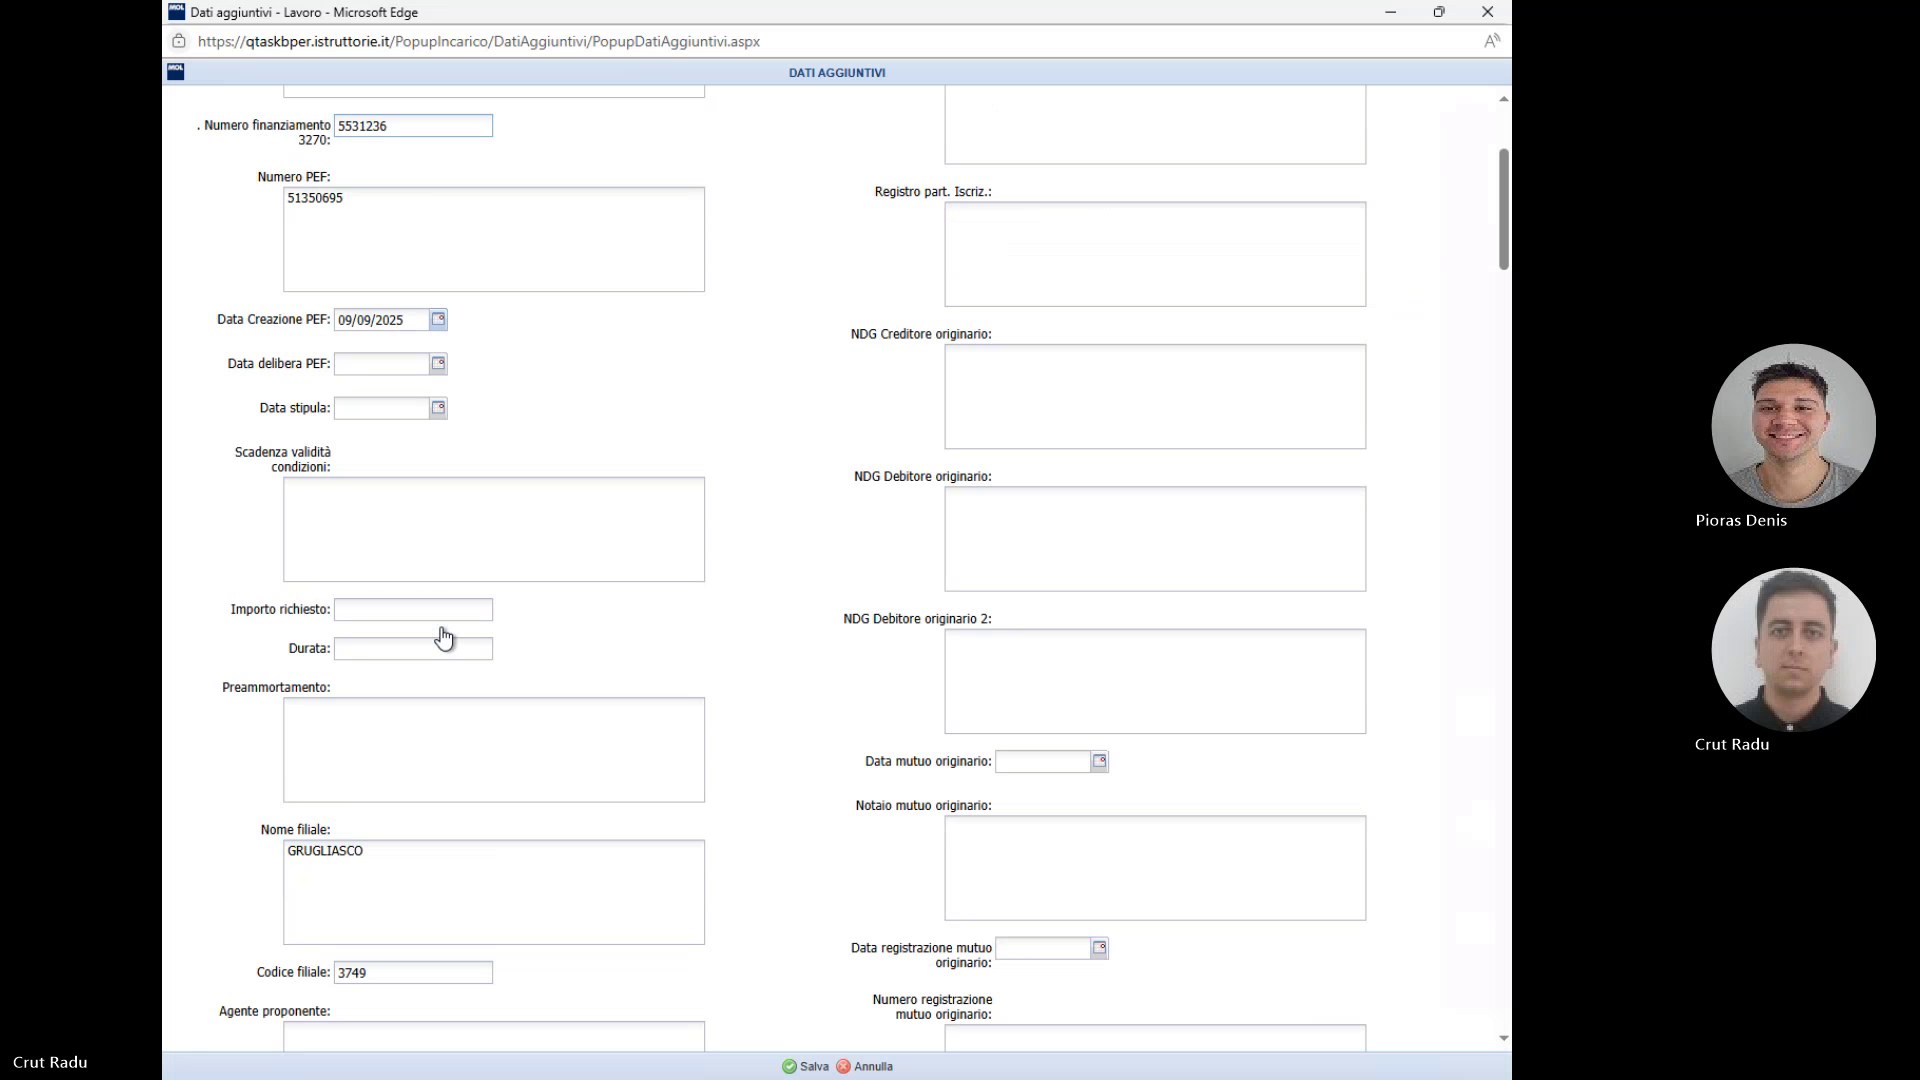 MOL Dati aggiuntivi - Lavoro - Microsoft Edge
https://qtaskbper.istruttorie.it/PopupIncarico/DatiAggiuntivi/PopupDatiAggiuntivi.aspx
MOL DATI AGGIUNTIVI
. Numero finanziamento 3270: 5531236
Numero PEF:
51350695
Data Creazione PEF: 09/09/2025
Data delibera PEF:
Data stipula:
Scadenza validità
condizioni:
Importo richiesto:
Durata:
Preammortamento:
Nome filiale:
GRUGLIASCO
Codice filiale: 3749
Agente proponente:
Registro part. Iscriz.:
NDG Creditore originario:
NDG Debitore originario:
NDG Debitore originario 2:
Data mutuo originario:
Notaio mutuo originario:
Data registrazione mutuo
originario:
Numero registrazione
mutuo originario:
Salva Annulla
Pioras Denis
Crut Radu
Crut Radu